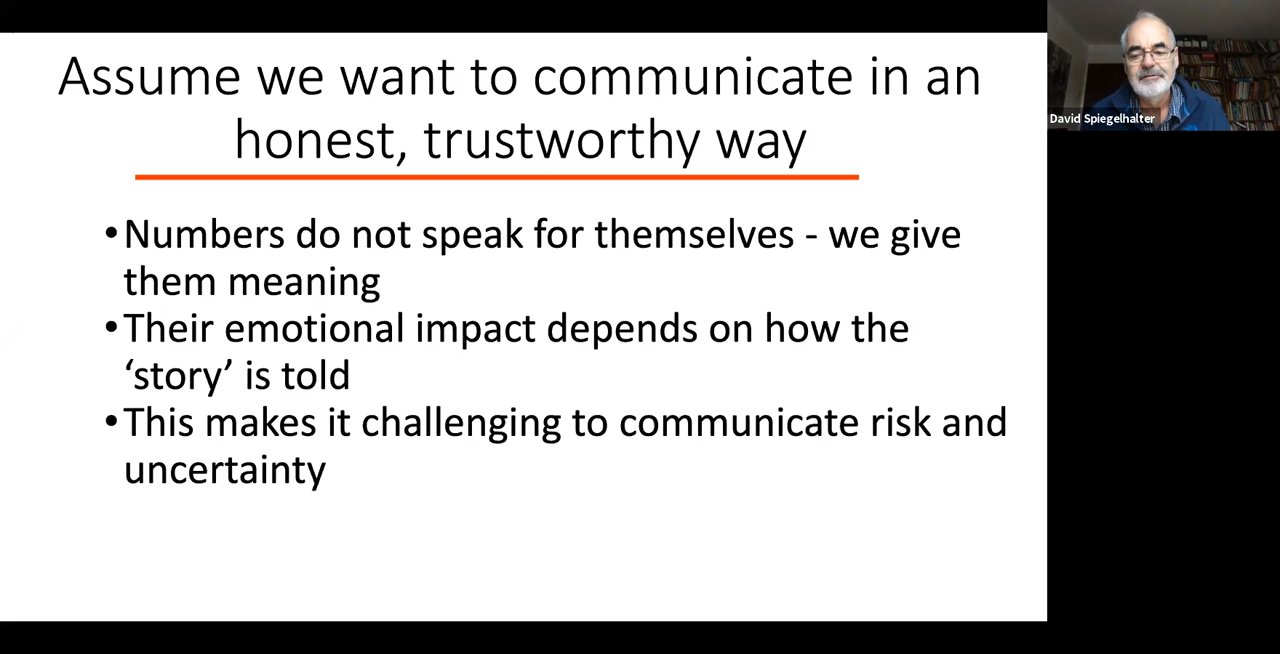 Assume we want to communicate in an
honest, trustworthy way
•Numbers do not speak for themselves - we give
them meaning
•Their emotional impact depends on how the
‘story’ is told
•This makes it challenging to communicate risk and
uncertainty
David Spiegelhalter